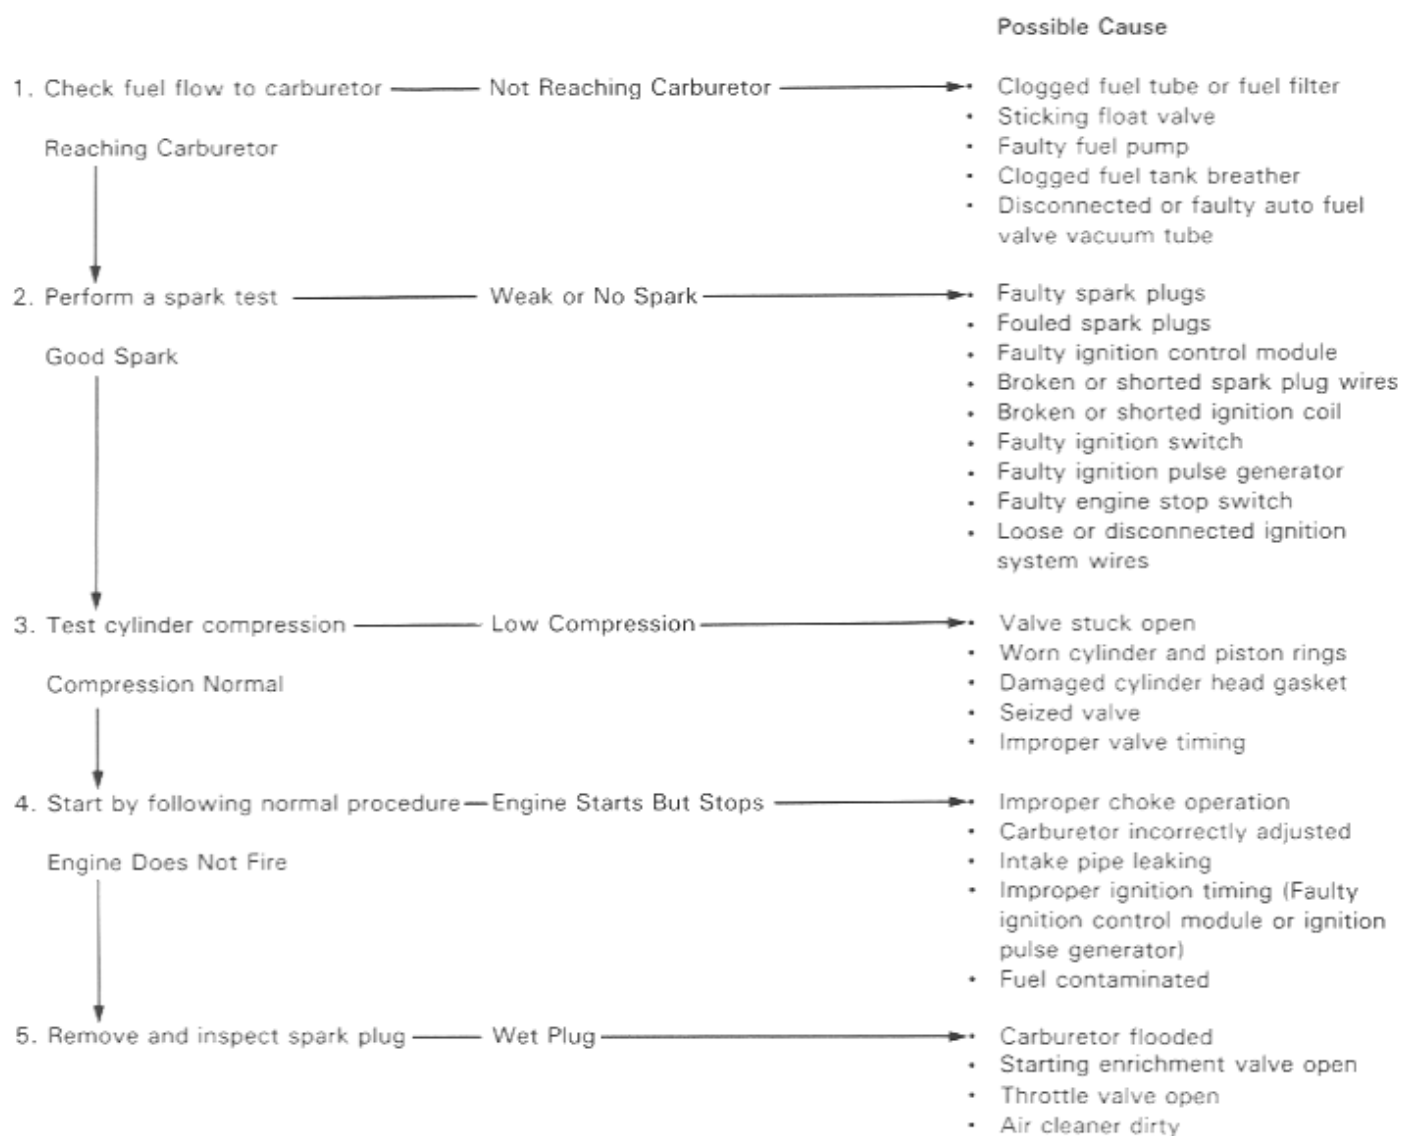 Possible Cause
1. Check fuel flow to carburetor Not Reaching Carburetor • Clogged fuel tube or fuel filter
• Sticking float valve
Reaching Carburetor • Faulty fuel pump
• Clogged fuel tank breather
• Disconnected or faulty auto fuel
valve vacuum tube
2. Perform a spark test Weak or No Spark • Faulty spark plugs
• Fouled spark plugs
Good Spark • Faulty ignition control module
• Broken or shorted spark plug wires
• Broken or shorted ignition coil
• Faulty ignition switch
• Faulty ignition pulse generator
• Faulty engine stop switch
• Loose or disconnected ignition
system wires
3. Test cylinder compression Low Compression • Valve stuck open
• Worn cylinder and piston rings
Compression Normal • Damaged cylinder head gasket
• Seized valve
• Improper valve timing
4. Start by following normal procedure Engine Starts But Stops • Improper choke operation
• Carburetor incorrectly adjusted
Engine Does Not Fire • Intake pipe leaking
• Improper ignition timing (Faulty
ignition control module or ignition
pulse generator)
• Fuel contaminated
5. Remove and inspect spark plug Wet Plug • Carburetor flooded
• Starting enrichment valve open
• Throttle valve open
• Air cleaner dirty